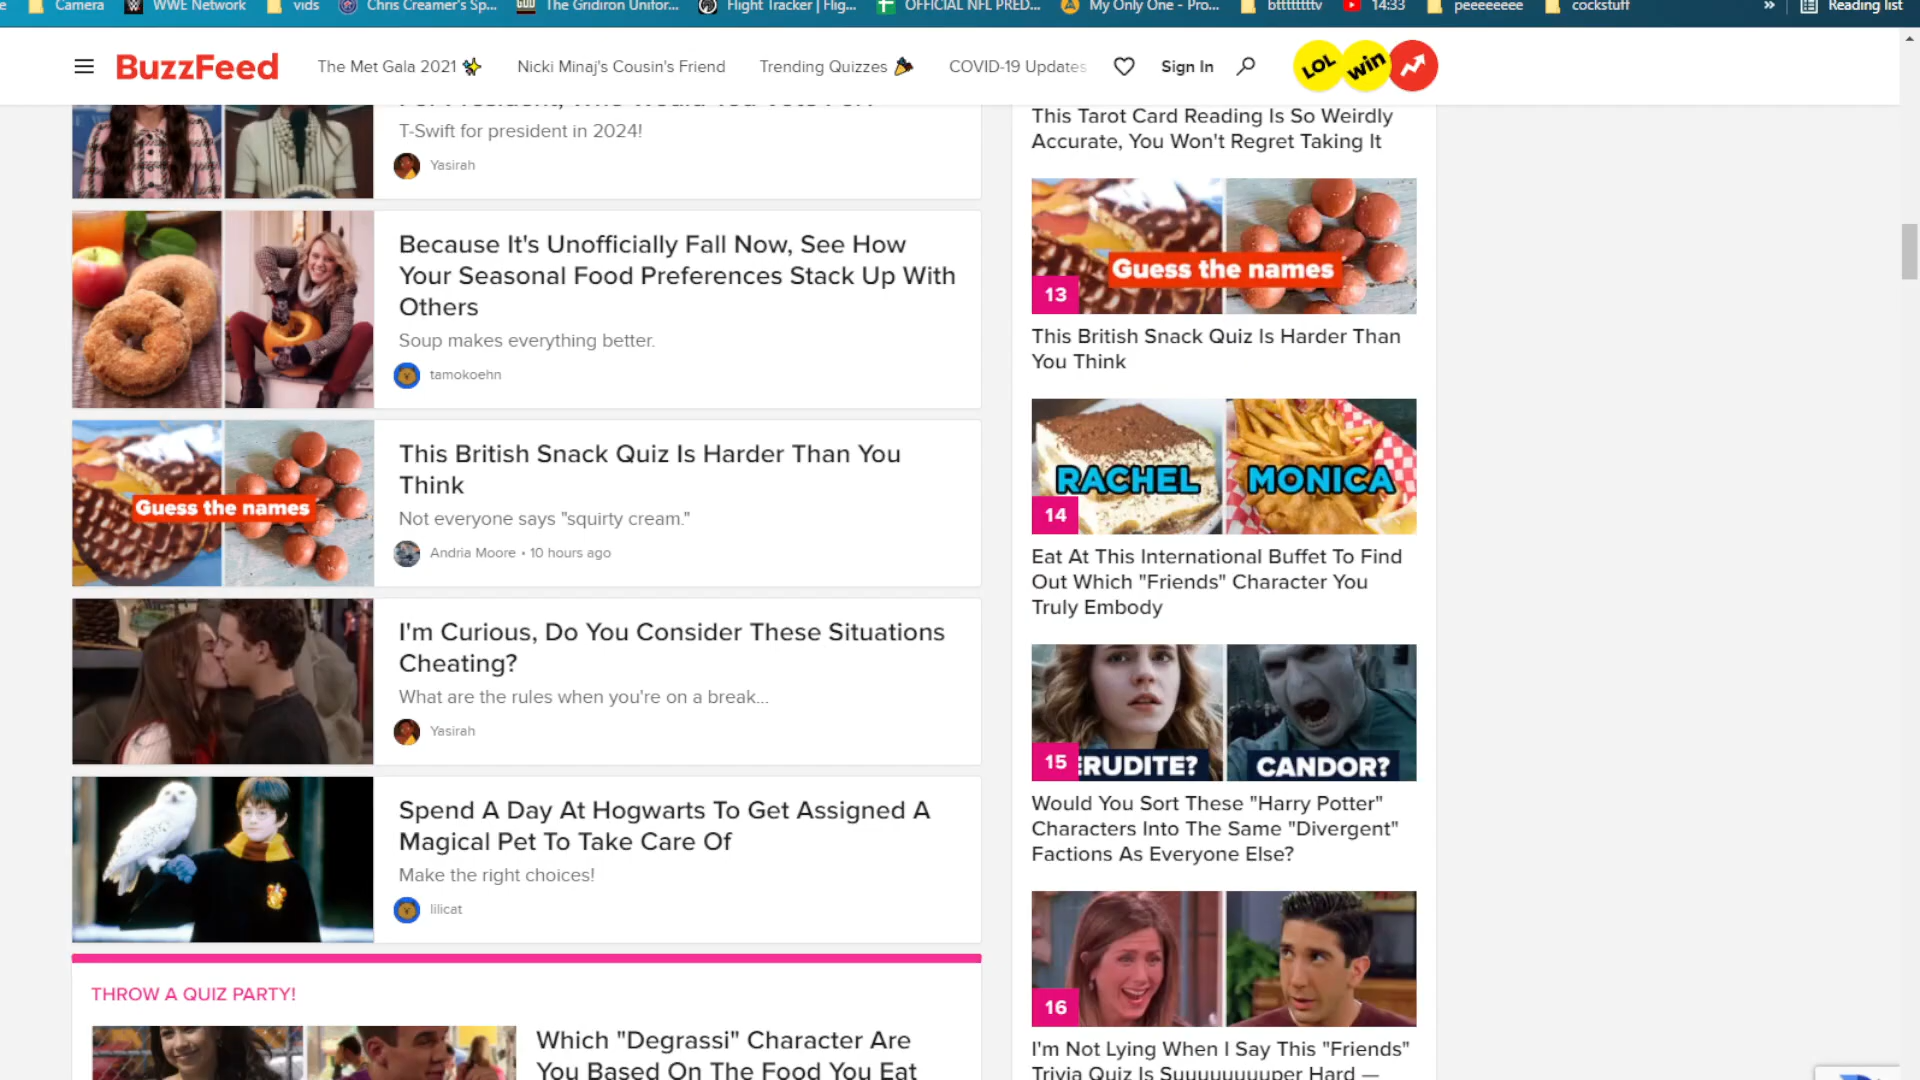 Camera
WWE Network
vids
Chris Creamer's Sp...
The Gridiron Unifor...
Flight Tracker | Flig...
OFFICIAL NFL PRED...
My Only One - Pro...
bttttttttv
14:33
peeeeeeee
cockstuff
»
Reading list
BuzzFeed
The Met Gala 2021
Nicki Minaj's Cousin's Friend
Trending Quizzes
COVID-19 Updates
Sign In
LOL
win
For President, Who Would You Vote For?
T-Swift for president in 2024!
Yasirah
Because It's Unofficially Fall Now, See How
Your Seasonal Food Preferences Stack Up With
Others
Soup makes everything better.
tamokoehn
Guess the names
This British Snack Quiz Is Harder Than You
Think
Not everyone says "squirty cream."
Andria Moore • 10 hours ago
I'm Curious, Do You Consider These Situations
Cheating?
What are the rules when you're on a break...
Yasirah
Spend A Day At Hogwarts To Get Assigned A
Magical Pet To Take Care Of
Make the right choices!
lilicat
THROW A QUIZ PARTY!
Which "Degrassi" Character Are
You Based On The Food You Eat
This Tarot Card Reading Is So Weirdly
Accurate, You Won't Regret Taking It
Guess the names
13
This British Snack Quiz Is Harder Than
You Think
RACHEL
MONICA
14
Eat At This International Buffet To Find
Out Which "Friends" Character You
Truly Embody
15
ERUDITE?
CANDOR?
Would You Sort These "Harry Potter"
Characters Into The Same "Divergent"
Factions As Everyone Else?
16
I'm Not Lying When I Say This "Friends"
Trivia Quiz Is Suuuuuuuuper Hard —